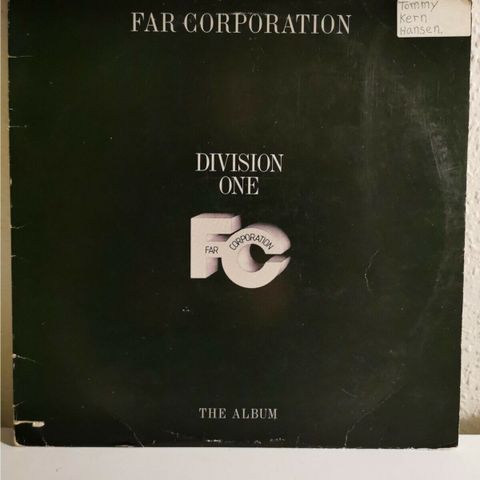 FAR CORPORATION
Tommy
Kern
Hansen.
DIVISION
ONE
FC
FAR CORPORATION
THE ALBUM